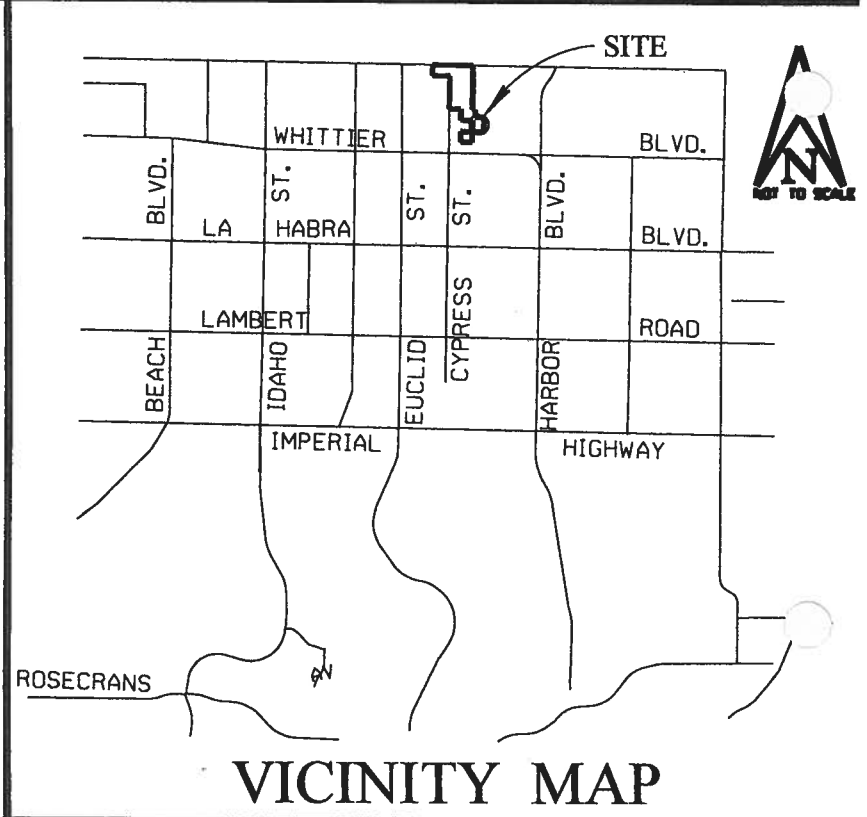 SITE
WHITTIER BLVD.
N
NOT TO SCALE
BLVD.
ST.
ST.
ST.
BLVD.
LA HABRA BLVD.
LAMBERT ROAD
BEACH
IDAHO
EUCLID
CYPRESS
HARBOR
IMPERIAL HIGHWAY
ROSECRANS
VICINITY MAP